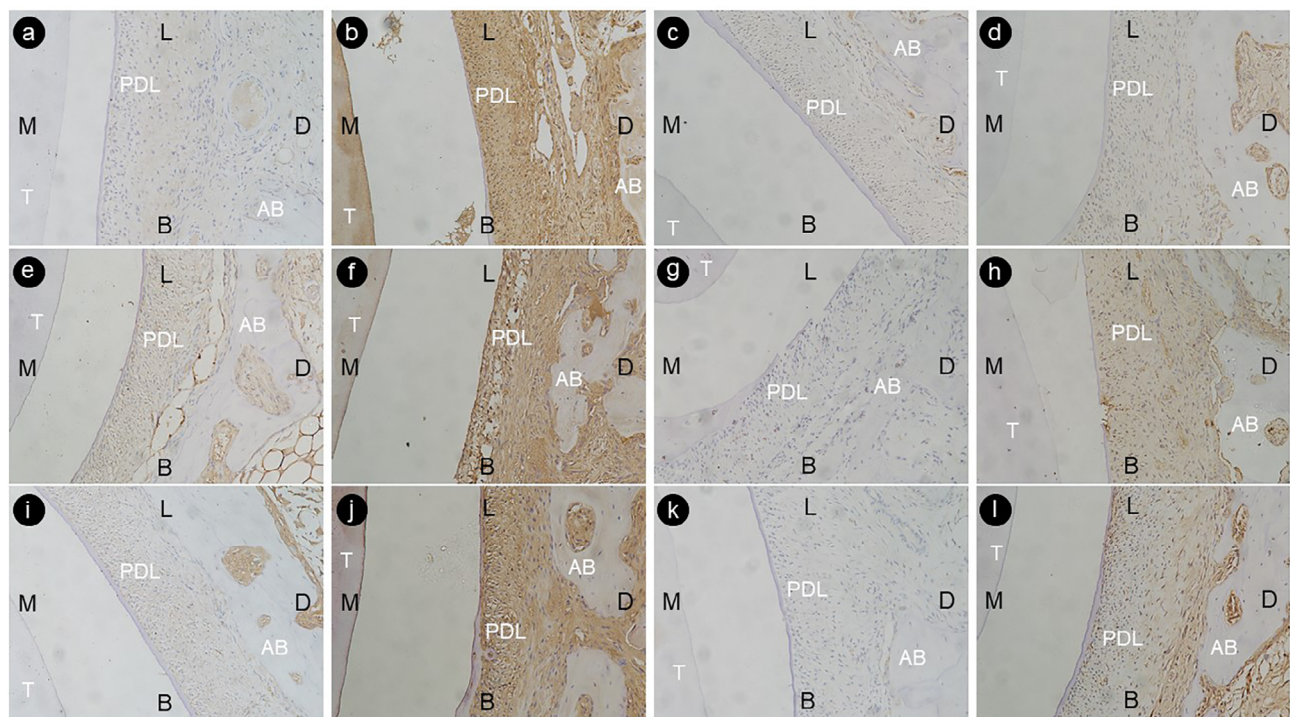 a L PDL M D T AB B
b L PDL M D AB T B
c L AB PDL M D T B
d L T PDL M D AB B
e L AB T PDL M D B
f L T PDL M D AB B
g T L M D PDL AB B
h L PDL M D AB T B
i L PDL M D AB T B
j L T AB M D PDL B
k L PDL M D AB T B
l L T M D PDL AB B